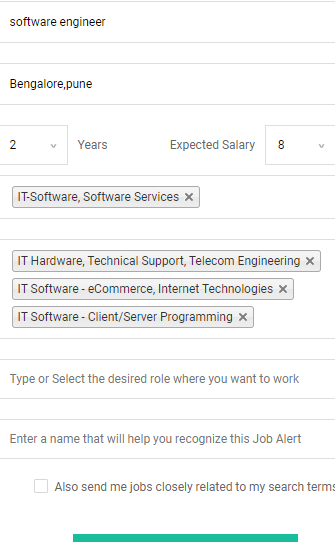 software engineer
Bengalore,pune
2 Years Expected Salary 8
IT-Software, Software Services ×
IT Hardware, Technical Support, Telecom Engineering ×
IT Software - eCommerce, Internet Technologies ×
IT Software - Client/Server Programming ×
Type or Select the desired role where you want to work
Enter a name that will help you recognize this Job Alert
Also send me jobs closely related to my search terms